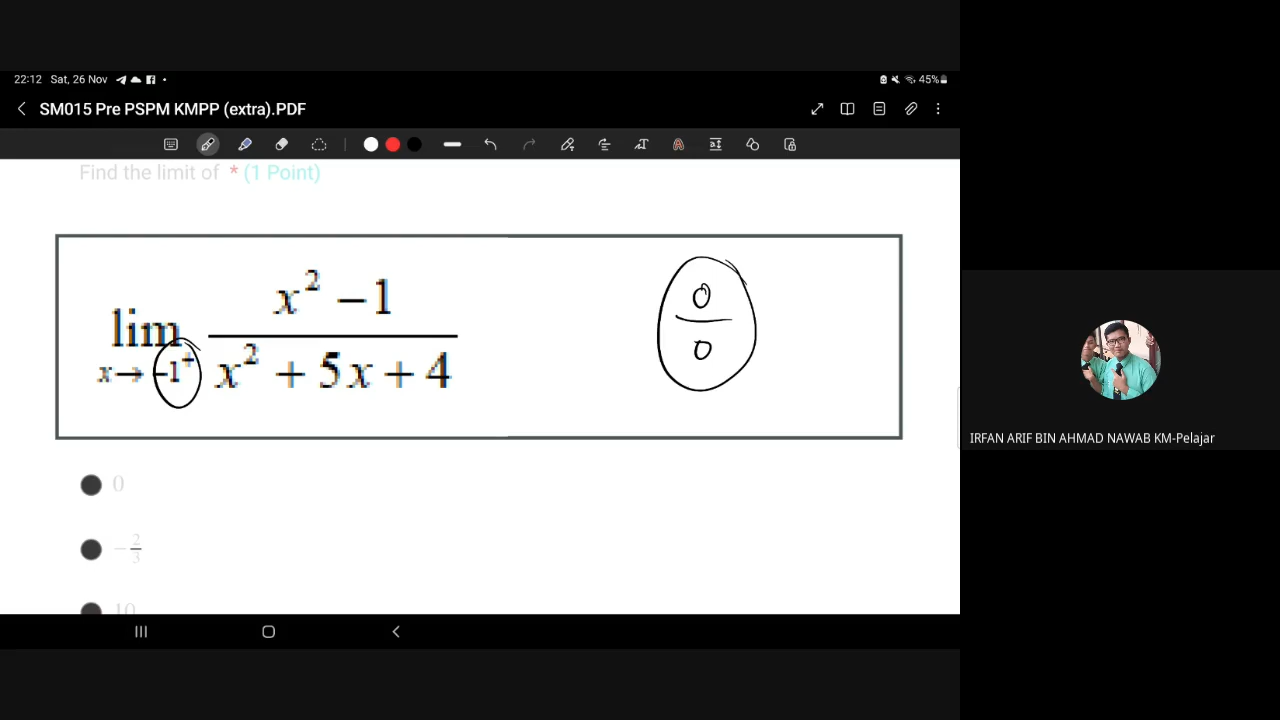 22:12 Sat, 26 Nov
45%
SM015 Pre PSPM KMPP (extra).PDF
Find the limit of * (1 Point)
lim x→ -1⁺ (x² - 1)/(x² + 5x + 4)
0/0
0
-2/3
10
IRFAN ARIF BIN AHMAD NAWAB KM-Pelajar